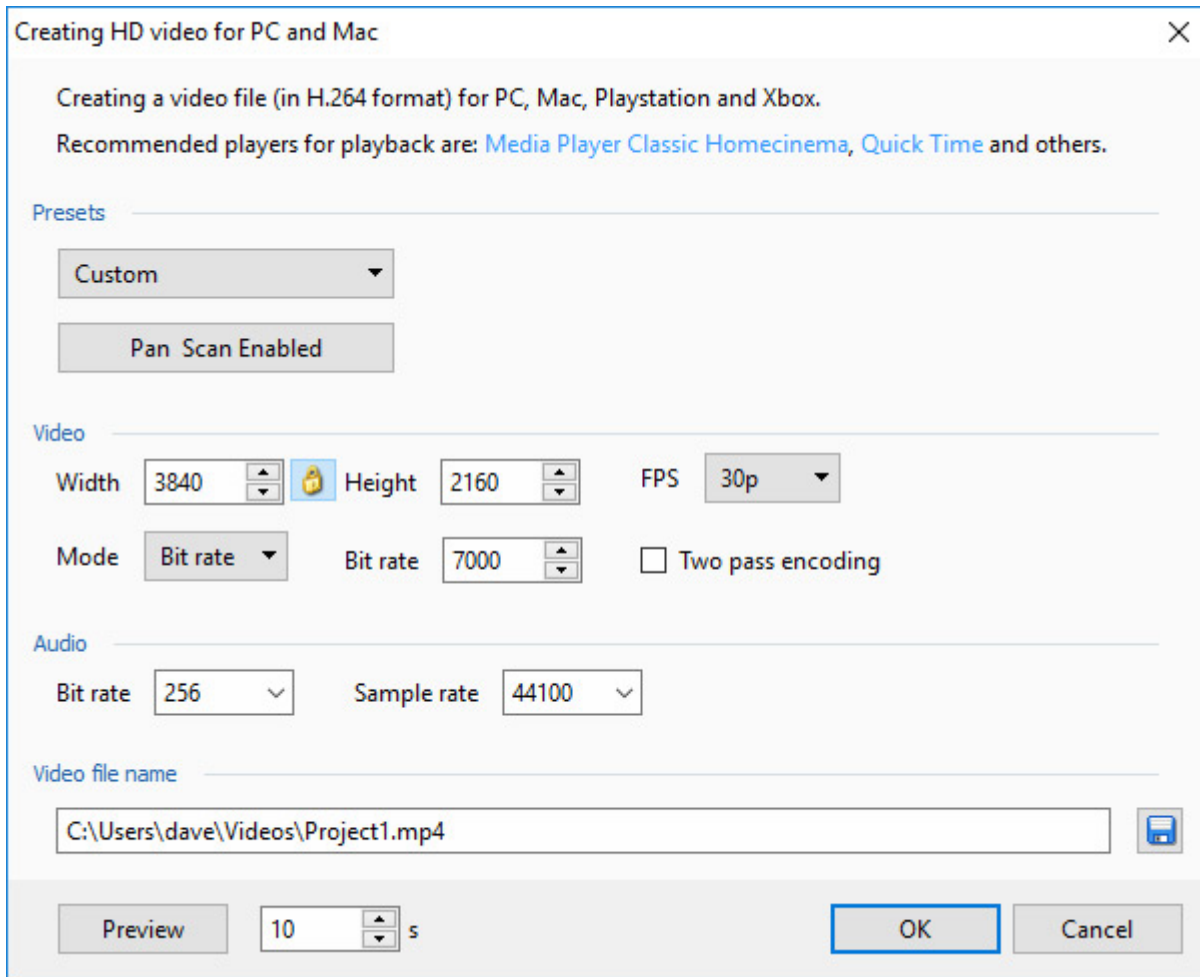 Creating HD video for PC and Mac
Creating a video file (in H.264 format) for PC, Mac, Playstation and Xbox.
Recommended players for playback are: Media Player Classic Homecinema, Quick Time and others.
Presets
Custom
Pan  Scan Enabled
Video
Width 3840 Height 2160 FPS 30p
Mode Bit rate Bit rate 7000 Two pass encoding
Audio
Bit rate 256 Sample rate 44100
Video file name
C:\Users\dave\Videos\Project1.mp4
Preview 10 s OK Cancel